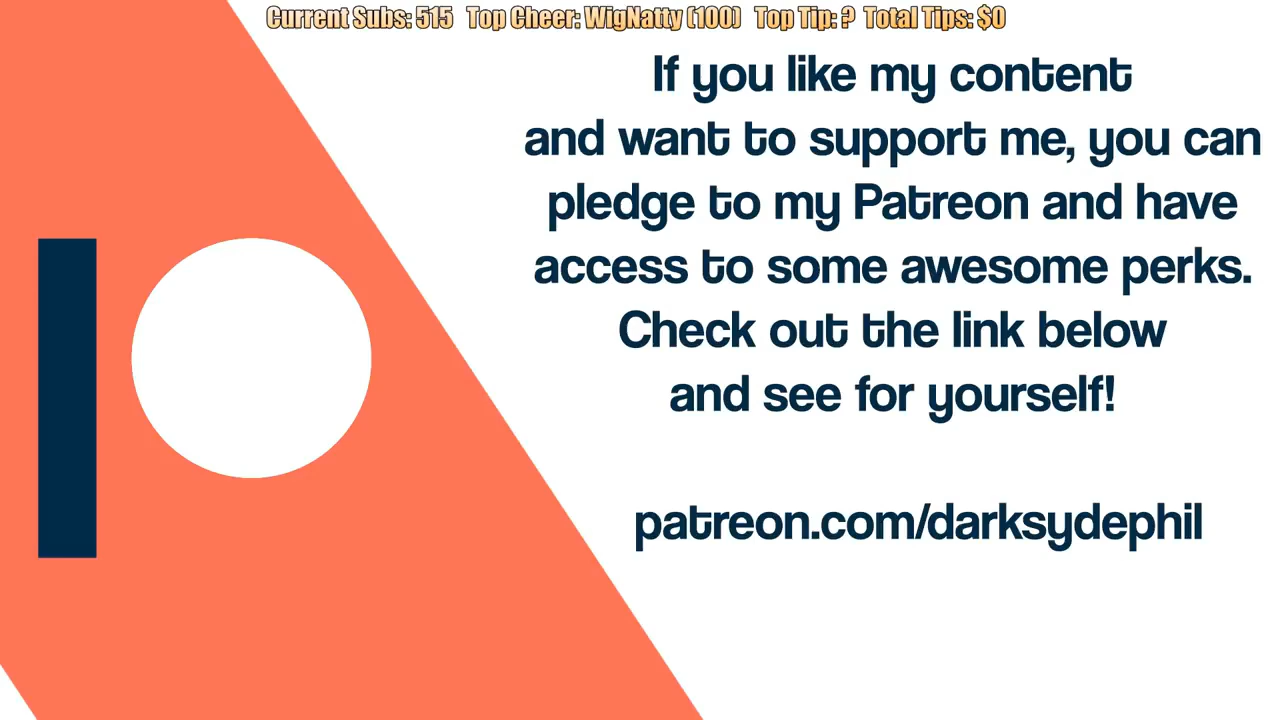 Current Subs: 515 Top Cheer: WigNatty (100) Top Tip: ? Total Tips: $0
If you like my content
and want to support me, you can
pledge to my Patreon and have
access to some awesome perks.
Check out the link below
and see for yourself!
patreon.com/darksydephil